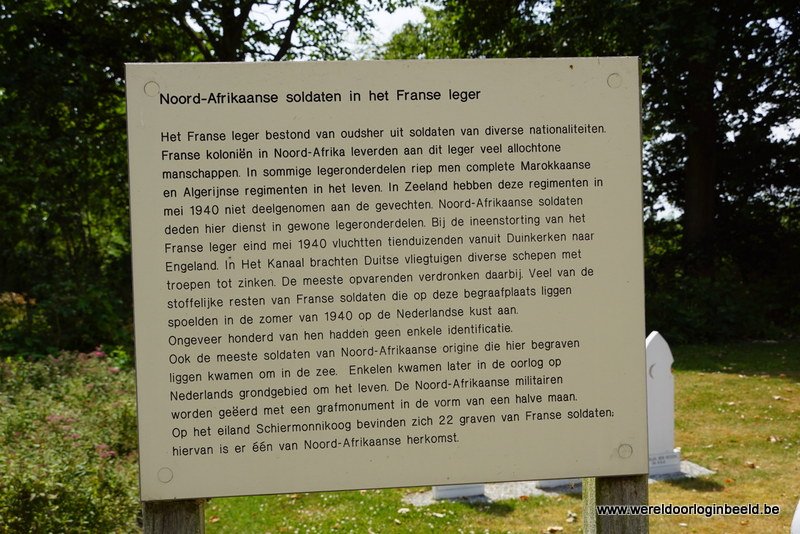 Noord-Afrikaanse soldaten in het Franse leger
Het Franse leger bestond van oudsher uit soldaten van diverse nationaliteiten.
Franse koloniën in Noord-Afrika leverden aan dit leger veel allochtone
manschappen. In sommige legeronderdelen riep men complete Marokkaanse
en Algerijnse regimenten in het leven. In Zeeland hebben deze regimenten in
mei 1940 niet deelgenomen aan de gevechten. Noord-Afrikaanse soldaten
deden hier dienst in gewone legeronderdelen. Bij de ineenstorting van het
Franse leger eind mei 1940 vluchtten tienduizenden vanuit Duinkerken naar
Engeland. In Het Kanaal brachten Duitse vliegtuigen diverse schepen met
troepen tot zinken. De meeste opvarenden verdronken daarbij. Veel van de
stoffelijke resten van Franse soldaten die op deze begraafplaats liggen
spoelden in de zomer van 1940 op de Nederlandse kust aan.
Ongeveer honderd van hen hadden geen enkele identificatie.
Ook de meeste soldaten van Noord-Afrikaanse origine die hier begraven
liggen kwamen om in de zee. Enkelen kwamen later in de oorlog op
Nederlands grondgebied om het leven. De Noord-Afrikaanse militairen
worden geëerd met een grafmonument in de vorm van een halve maan.
Op het eiland Schiermonnikoog bevinden zich 22 graven van Franse soldaten;
hiervan is er één van Noord-Afrikaanse herkomst.
www.wereldoorloginbeeld.be